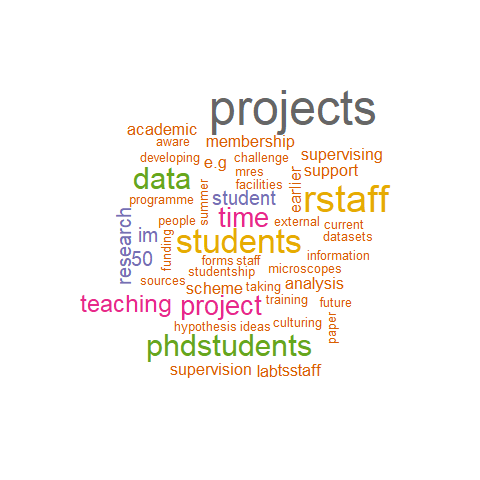 projects
academic
aware
membership
developing
e.g
challenge
supervising
mres
support
data
facilities
earlier
programme
summer
student
rstaff
people
time
external
current
research
im
funding
students
datasets
50
forms
staff
information
studentship
microscopes
sources
scheme
taking
analysis
teaching
project
training
future
hypothesis
ideas
culturing
paper
phdstudents
supervision
labtsstaff